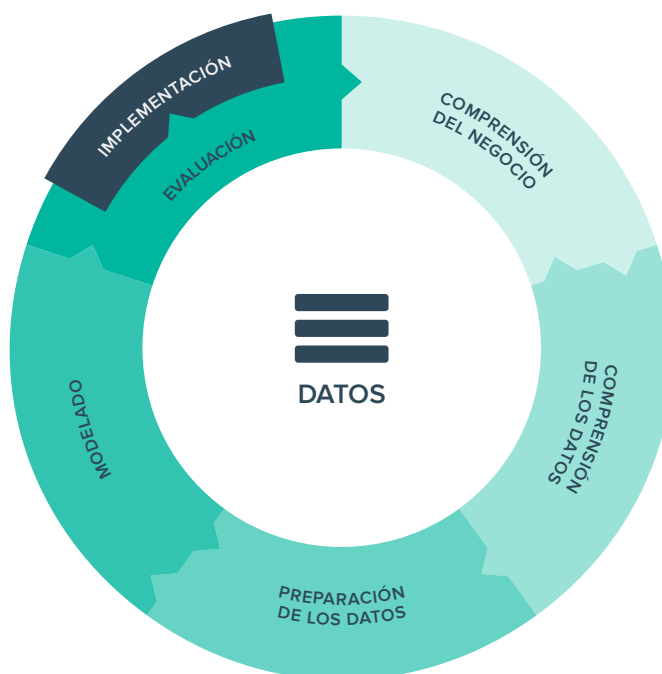 IMPLEMENTACIÓN
EVALUACIÓN
COMPRENSIÓN
DEL NEGOCIO
COMPRENSIÓN
DE LOS DATOS
PREPARACIÓN
DE LOS DATOS
MODELADO
DATOS